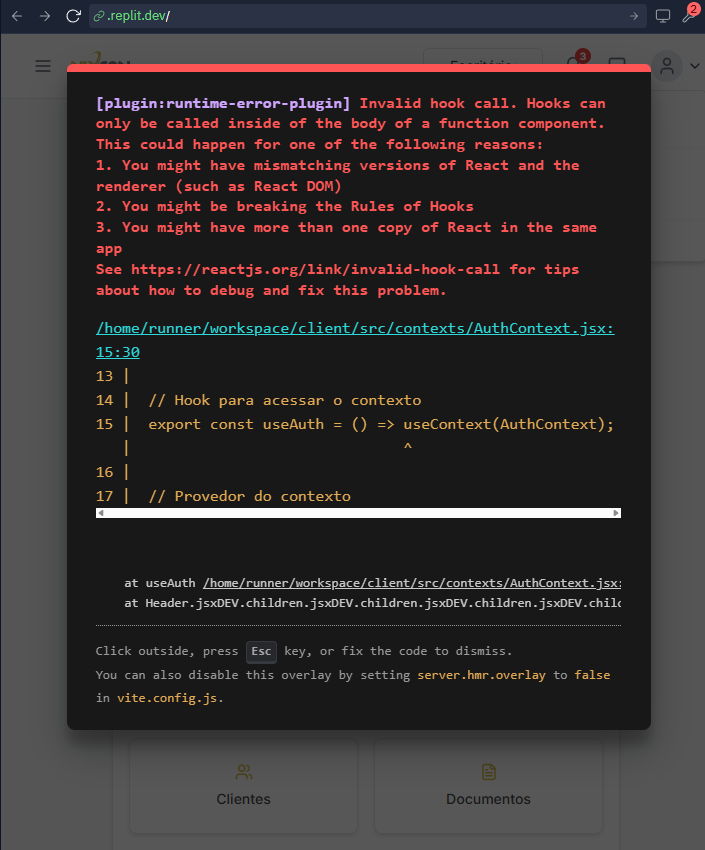 .replit.dev/
2
3
[plugin:runtime-error-plugin] Invalid hook call. Hooks can
only be called inside of the body of a function component.
This could happen for one of the following reasons:
1. You might have mismatching versions of React and the
renderer (such as React DOM)
2. You might be breaking the Rules of Hooks
3. You might have more than one copy of React in the same
app
See https://reactjs.org/link/invalid-hook-call for tips
about how to debug and fix this problem.
/home/runner/workspace/client/src/contexts/AuthContext.jsx:
15:30
13 |
14 |  // Hook para acessar o contexto
15 |  export const useAuth = () => useContext(AuthContext);
|                               ^
16 |
17 |  // Provedor do contexto
at useAuth /home/runner/workspace/client/src/contexts/AuthContext.jsx:
at Header.jsxDEV.children.jsxDEV.children.jsxDEV.children.jsxDEV.chil
Click outside, press Esc key, or fix the code to dismiss.
You can also disable this overlay by setting server.hmr.overlay to false
in vite.config.js.
Clientes
Documentos